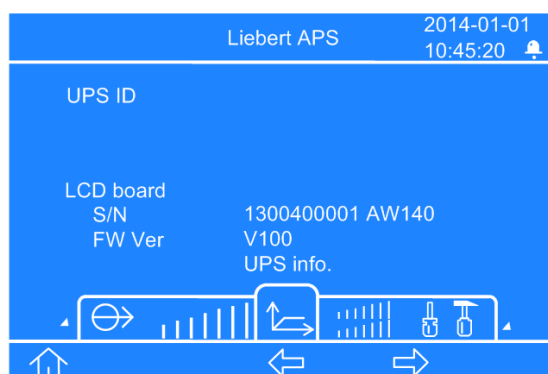 Liebert APS
2014-01-01
10:45:20
UPS ID
LCD board
S/N 1300400001 AW140
FW Ver V100
UPS info.